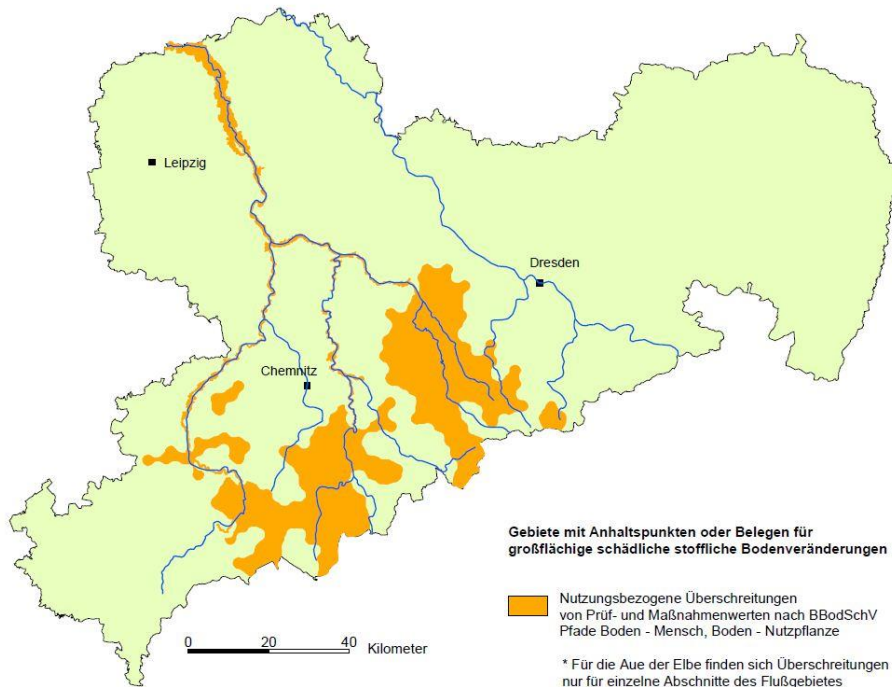 Leipzig
Dresden
Chemnitz
Gebiete mit Anhaltspunkten oder Belegen für
großflächige schädliche stoffliche Bodenveränderungen
Nutzungsbezogene Überschreitungen
von Prüf- und Maßnahmenwerten nach BBodSchV
Pfade Boden - Mensch, Boden - Nutzpflanze
0 20 40 Kilometer
* Für die Aue der Elbe finden sich Überschreitungen
nur für einzelne Abschnitte des Flußgebietes